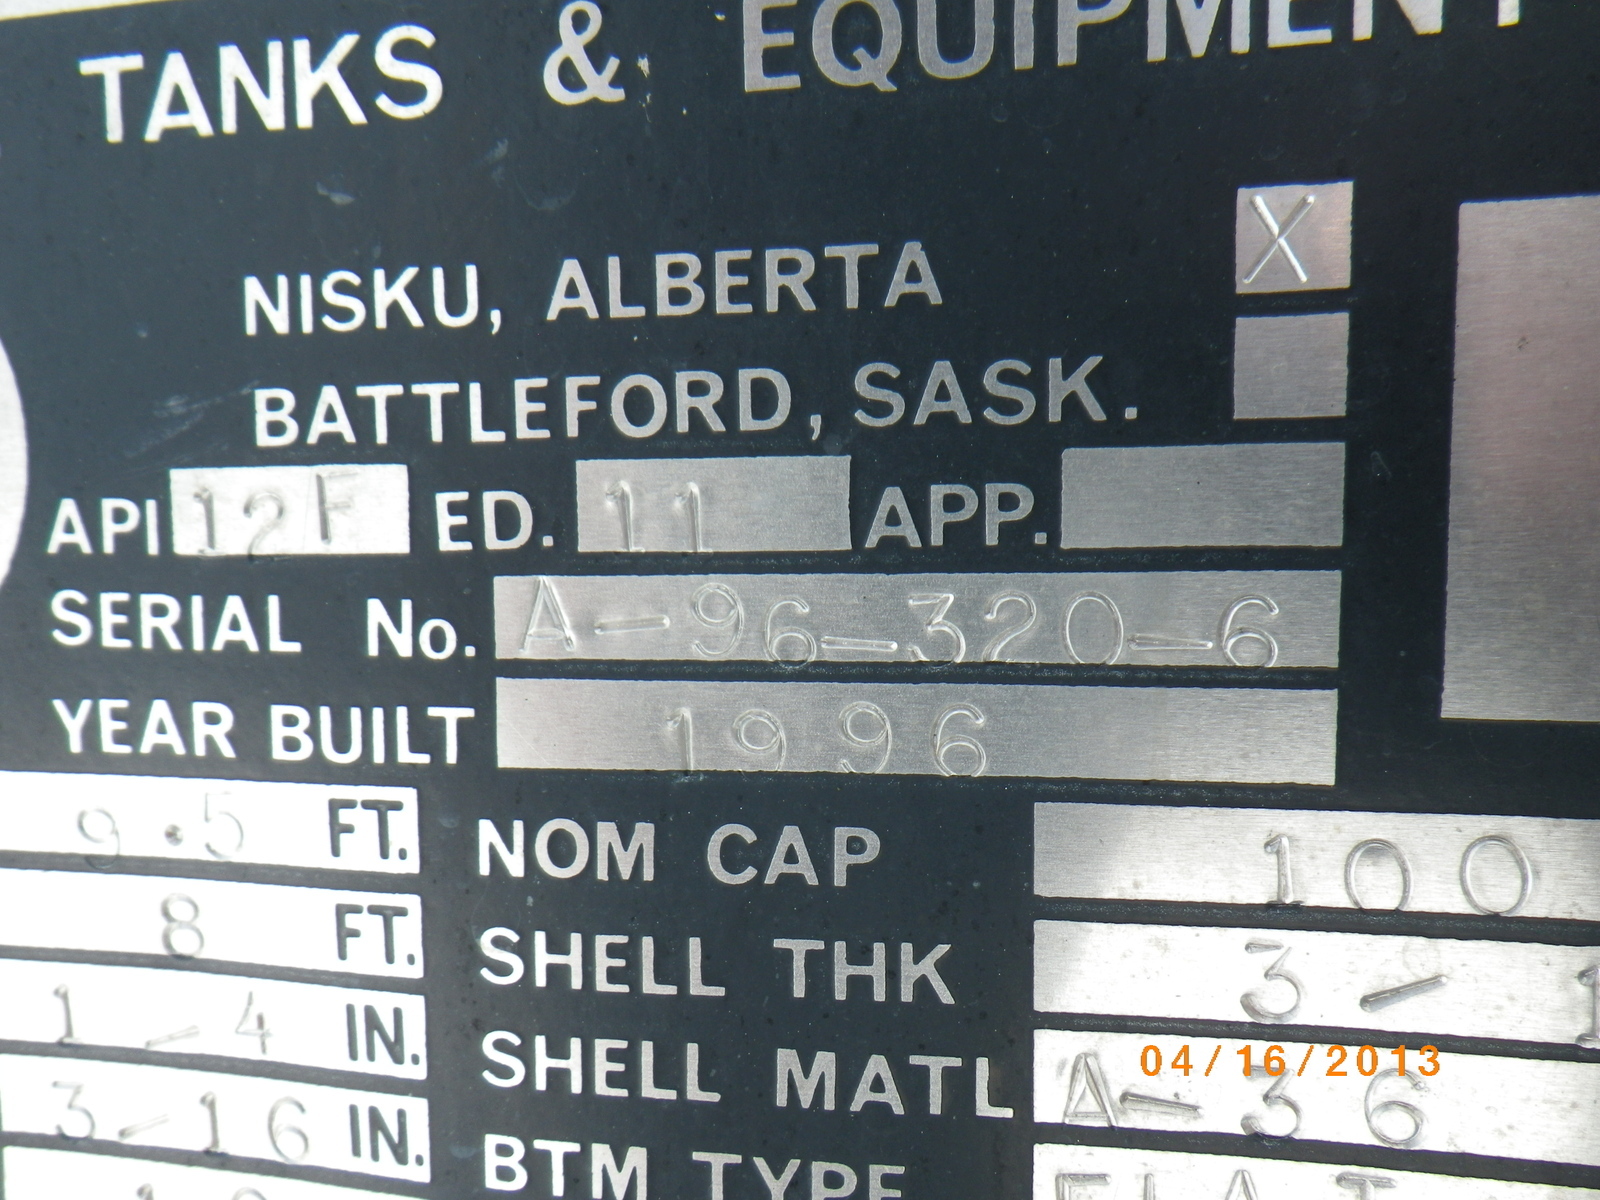 TANKS & EQUIPMENT
NISKU, ALBERTA X
BATTLEFORD, SASK.
API 12F ED. 11 APP.
SERIAL No. A-96-320-6
YEAR BUILT 1996
9.5 FT. NOM CAP 100
8 FT. SHELL THK 3-1
1-4 IN. SHELL MATL A-36
04/16/2013
3-16 IN. BTM TYPE FLAT